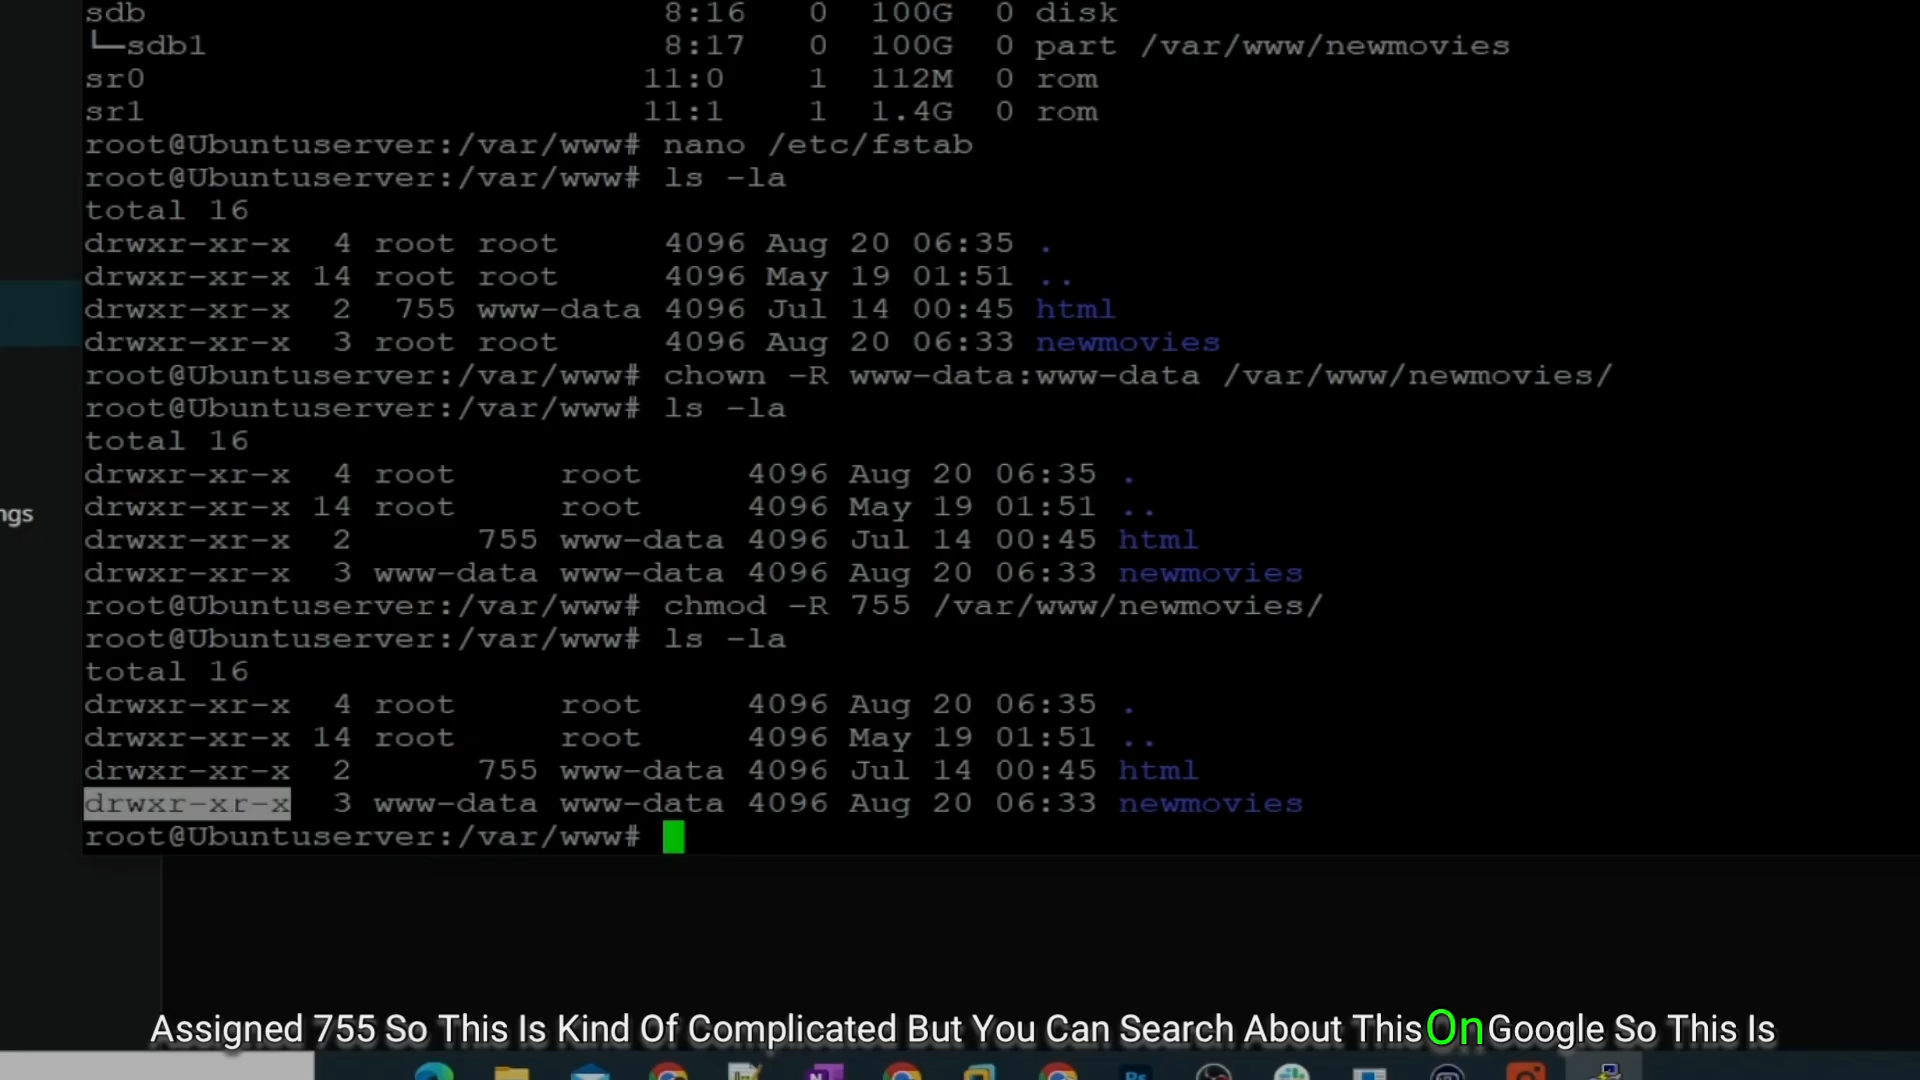 sdb 8:16 0 100G 0 disk
└─sdb1 8:17 0 100G 0 part /var/www/newmovies
sr0 11:0 1 112M 0 rom
sr1 11:1 1 1.4G 0 rom
root@Ubuntuserver:/var/www# nano /etc/fstab
root@Ubuntuserver:/var/www# ls -la
total 16
drwxr-xr-x 4 root root 4096 Aug 20 06:35 .
drwxr-xr-x 14 root root 4096 May 19 01:51 ..
drwxr-xr-x 2 755 www-data 4096 Jul 14 00:45 html
drwxr-xr-x 3 root root 4096 Aug 20 06:33 newmovies
root@Ubuntuserver:/var/www# chown -R www-data:www-data /var/www/newmovies/
root@Ubuntuserver:/var/www# ls -la
total 16
drwxr-xr-x 4 root root 4096 Aug 20 06:35 .
drwxr-xr-x 14 root root 4096 May 19 01:51 ..
drwxr-xr-x 2 755 www-data 4096 Jul 14 00:45 html
drwxr-xr-x 3 www-data www-data 4096 Aug 20 06:33 newmovies
root@Ubuntuserver:/var/www# chmod -R 755 /var/www/newmovies/
root@Ubuntuserver:/var/www# ls -la
total 16
drwxr-xr-x 4 root root 4096 Aug 20 06:35 .
drwxr-xr-x 14 root root 4096 May 19 01:51 ..
drwxr-xr-x 2 755 www-data 4096 Jul 14 00:45 html
drwxr-xr-x 3 www-data www-data 4096 Aug 20 06:33 newmovies
root@Ubuntuserver:/var/www#
ngs
Assigned 755 So This Is Kind Of Complicated But You Can Search About This On Google So This Is